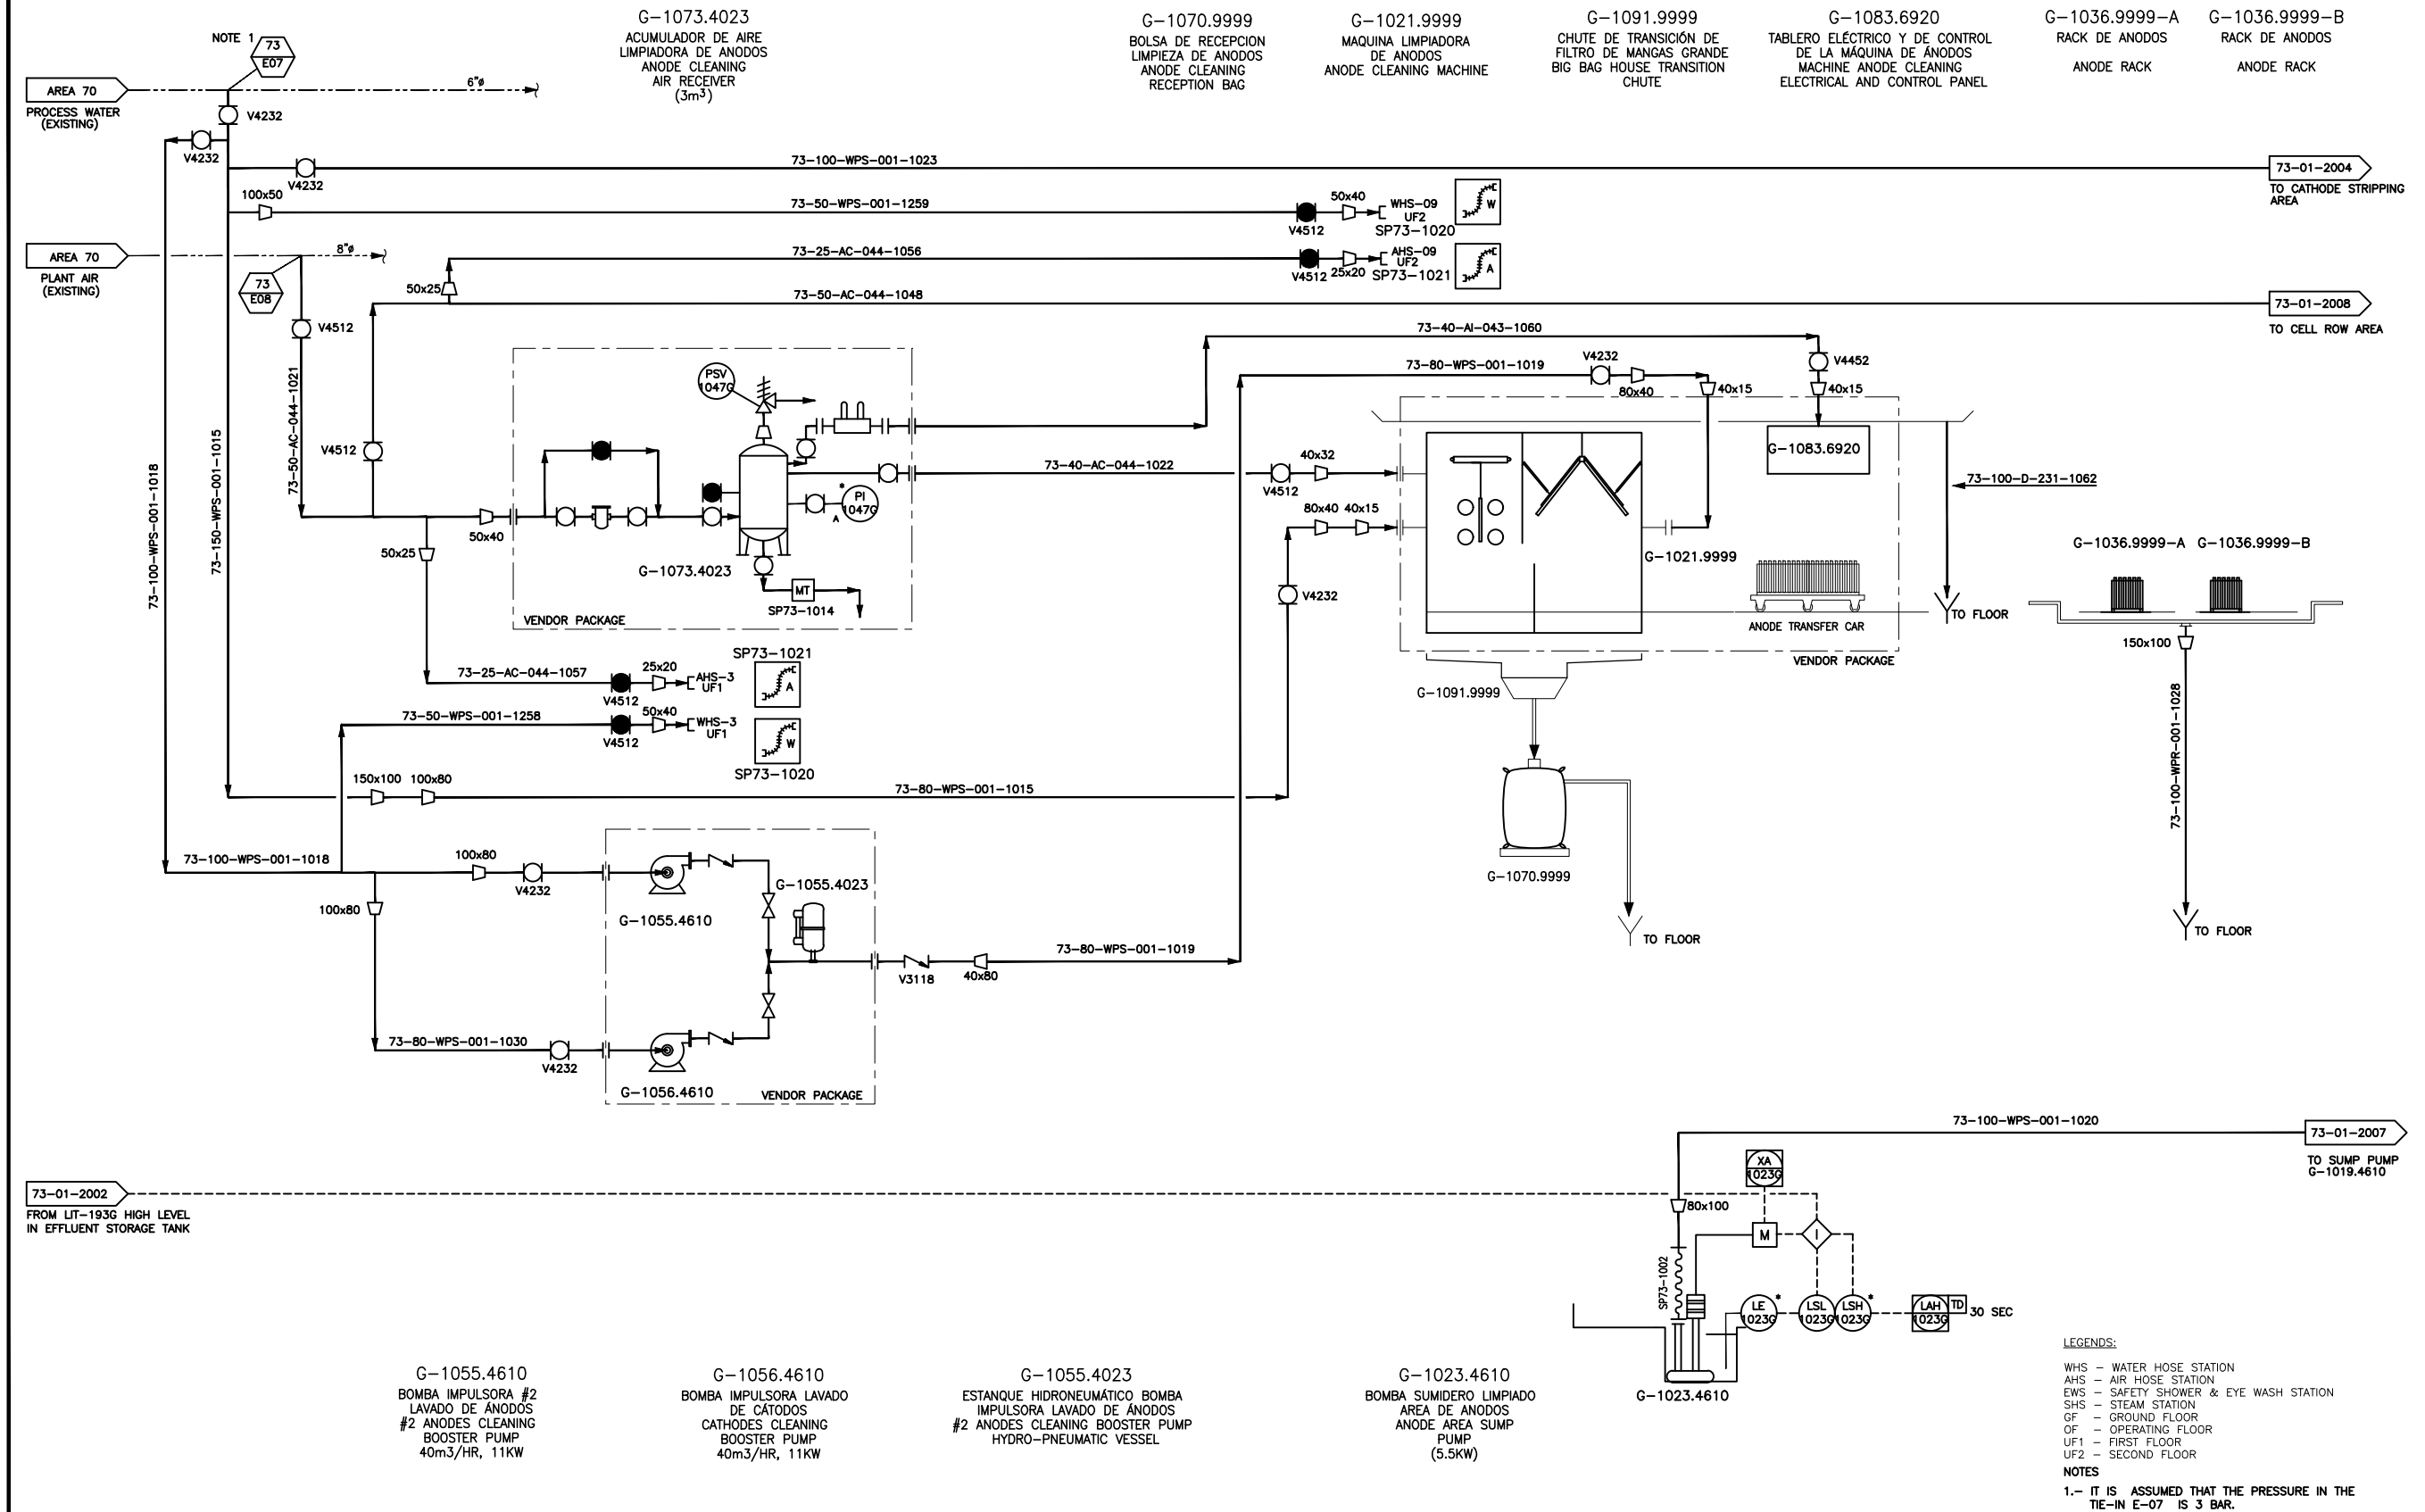 G-1073.4023
ACUMULADOR DE AIRE
LIMPIADORA DE ANODOS
ANODE CLEANING
AIR RECEIVER
(3m³)
G-1070.9999
BOLSA DE RECEPCION
LIMPIEZA DE ANODOS
ANODE CLEANING
RECEPTION BAG
G-1021.9999
MAQUINA LIMPIADORA
DE ANODOS
ANODE CLEANING MACHINE
G-1091.9999
CHUTE DE TRANSICIÓN DE
FILTRO DE MANGAS GRANDE
BIG BAG HOUSE TRANSITION
CHUTE
G-1083.6920
TABLERO ELÉCTRICO Y DE CONTROL
DE LA MÁQUINA DE ÁNODOS
MACHINE ANODE CLEANING
ELECTRICAL AND CONTROL PANEL
G-1036.9999-A
RACK DE ANODOS
ANODE RACK
G-1036.9999-B
RACK DE ANODOS
ANODE RACK
NOTE 1
73
E07
AREA 70
PROCESS WATER
(EXISTING)
6"ø
V4232
V4232
V4232
73-100-WPS-001-1023
73-01-2004
TO CATHODE STRIPPING
AREA
100x50
73-50-WPS-001-1259
V4512
50x40
WHS-09
UF2
SP73-1020
W
AREA 70
PLANT AIR
(EXISTING)
8"ø
73
E08
73-25-AC-044-1056
V4512
25x20
AHS-09
UF2
SP73-1021
A
50x25
73-50-AC-044-1048
73-01-2008
TO CELL ROW AREA
V4512
73-50-AC-044-1021
73-150-WPS-001-1015
73-100-WPS-001-1018
V4512
PSV
1047G
73-40-AI-043-1060
V4452
40x15
73-80-WPS-001-1019
V4232
80x40
40x15
73-40-AC-044-1022
V4512
40x32
80x40 40x15
V4232
PI
1047G
*
A
50x40
50x25
G-1073.4023
MT
SP73-1014
VENDOR PACKAGE
G-1083.6920
73-100-D-231-1062
G-1021.9999
ANODE TRANSFER CAR
TO FLOOR
VENDOR PACKAGE
G-1036.9999-A G-1036.9999-B
150x100
73-100-WPR-001-1028
TO FLOOR
73-25-AC-044-1057
V4512
25x20
AHS-3
UF1
SP73-1021
A
73-50-WPS-001-1258
V4512
50x40
WHS-3
UF1
W
SP73-1020
G-1091.9999
G-1070.9999
TO FLOOR
150x100 100x80
73-80-WPS-001-1015
73-100-WPS-001-1018
100x80
V4232
100x80
G-1055.4610
G-1055.4023
V3118
40x80
73-80-WPS-001-1019
73-80-WPS-001-1030
V4232
G-1056.4610
VENDOR PACKAGE
73-100-WPS-001-1020
73-01-2007
TO SUMP PUMP
G-1019.4610
73-01-2002
FROM LIT-193G HIGH LEVEL
IN EFFLUENT STORAGE TANK
XA
1023G
80x100
M
I
SP73-1002
LE
1023G
*
LSL
1023G
LSH
1023G
*
LAH
1023G
TD
30 SEC
G-1023.4610
G-1055.4610
BOMBA IMPULSORA #2
LAVADO DE ÁNODOS
#2 ANODES CLEANING
BOOSTER PUMP
40m3/HR, 11KW
G-1056.4610
BOMBA IMPULSORA LAVADO
DE CÁTODOS
CATHODES CLEANING
BOOSTER PUMP
40m3/HR, 11KW
G-1055.4023
ESTANQUE HIDRONEUMÁTICO BOMBA
IMPULSORA LAVADO DE ÁNODOS
#2 ANODES CLEANING BOOSTER PUMP
HYDRO-PNEUMATIC VESSEL
G-1023.4610
BOMBA SUMIDERO LIMPIADO
AREA DE ANODOS
ANODE AREA SUMP
PUMP
(5.5KW)
LEGENDS:
WHS - WATER HOSE STATION
AHS - AIR HOSE STATION
EWS - SAFETY SHOWER & EYE WASH STATION
SHS - STEAM STATION
GF - GROUND FLOOR
OF - OPERATING FLOOR
UF1 - FIRST FLOOR
UF2 - SECOND FLOOR
NOTES
1.- IT IS ASSUMED THAT THE PRESSURE IN THE
TIE-IN E-07 IS 3 BAR.